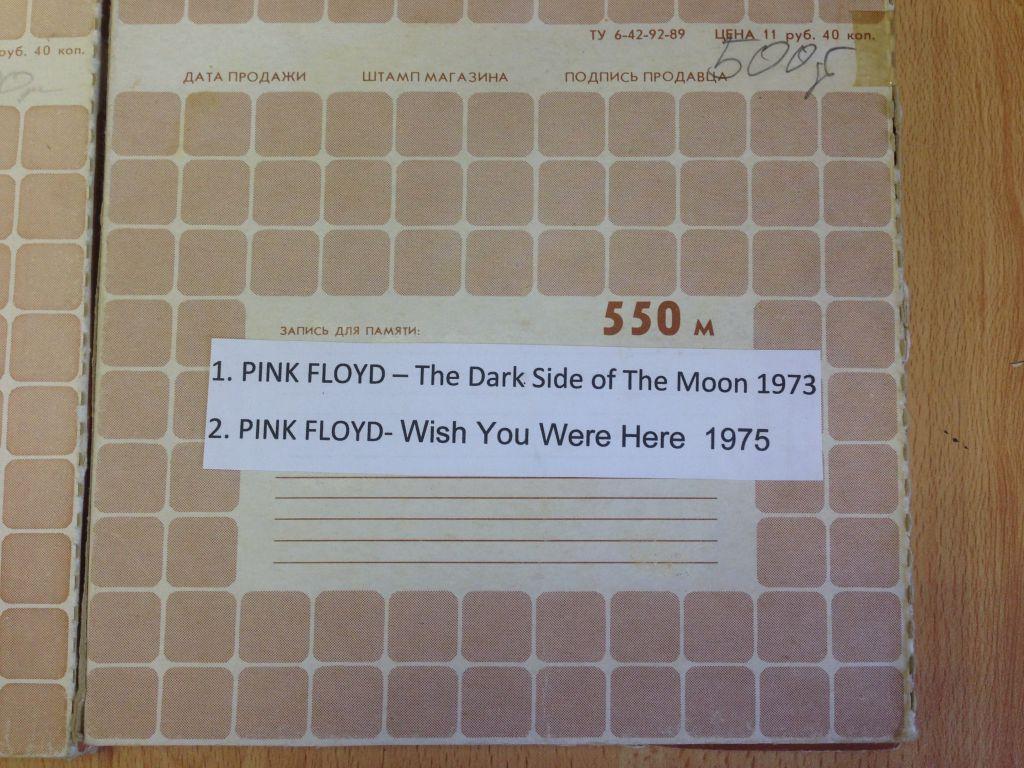 руб. 40 коп.
ТУ 6-42-92-89 ЦЕНА 11 руб. 40 коп.
500
ДАТА ПРОДАЖИ ШТАМП МАГАЗИНА ПОДПИСЬ ПРОДАВЦА
550 м
ЗАПИСЬ ДЛЯ ПАМЯТИ:
1. PINK FLOYD – The Dark Side of The Moon 1973
2. PINK FLOYD- Wish You Were Here 1975